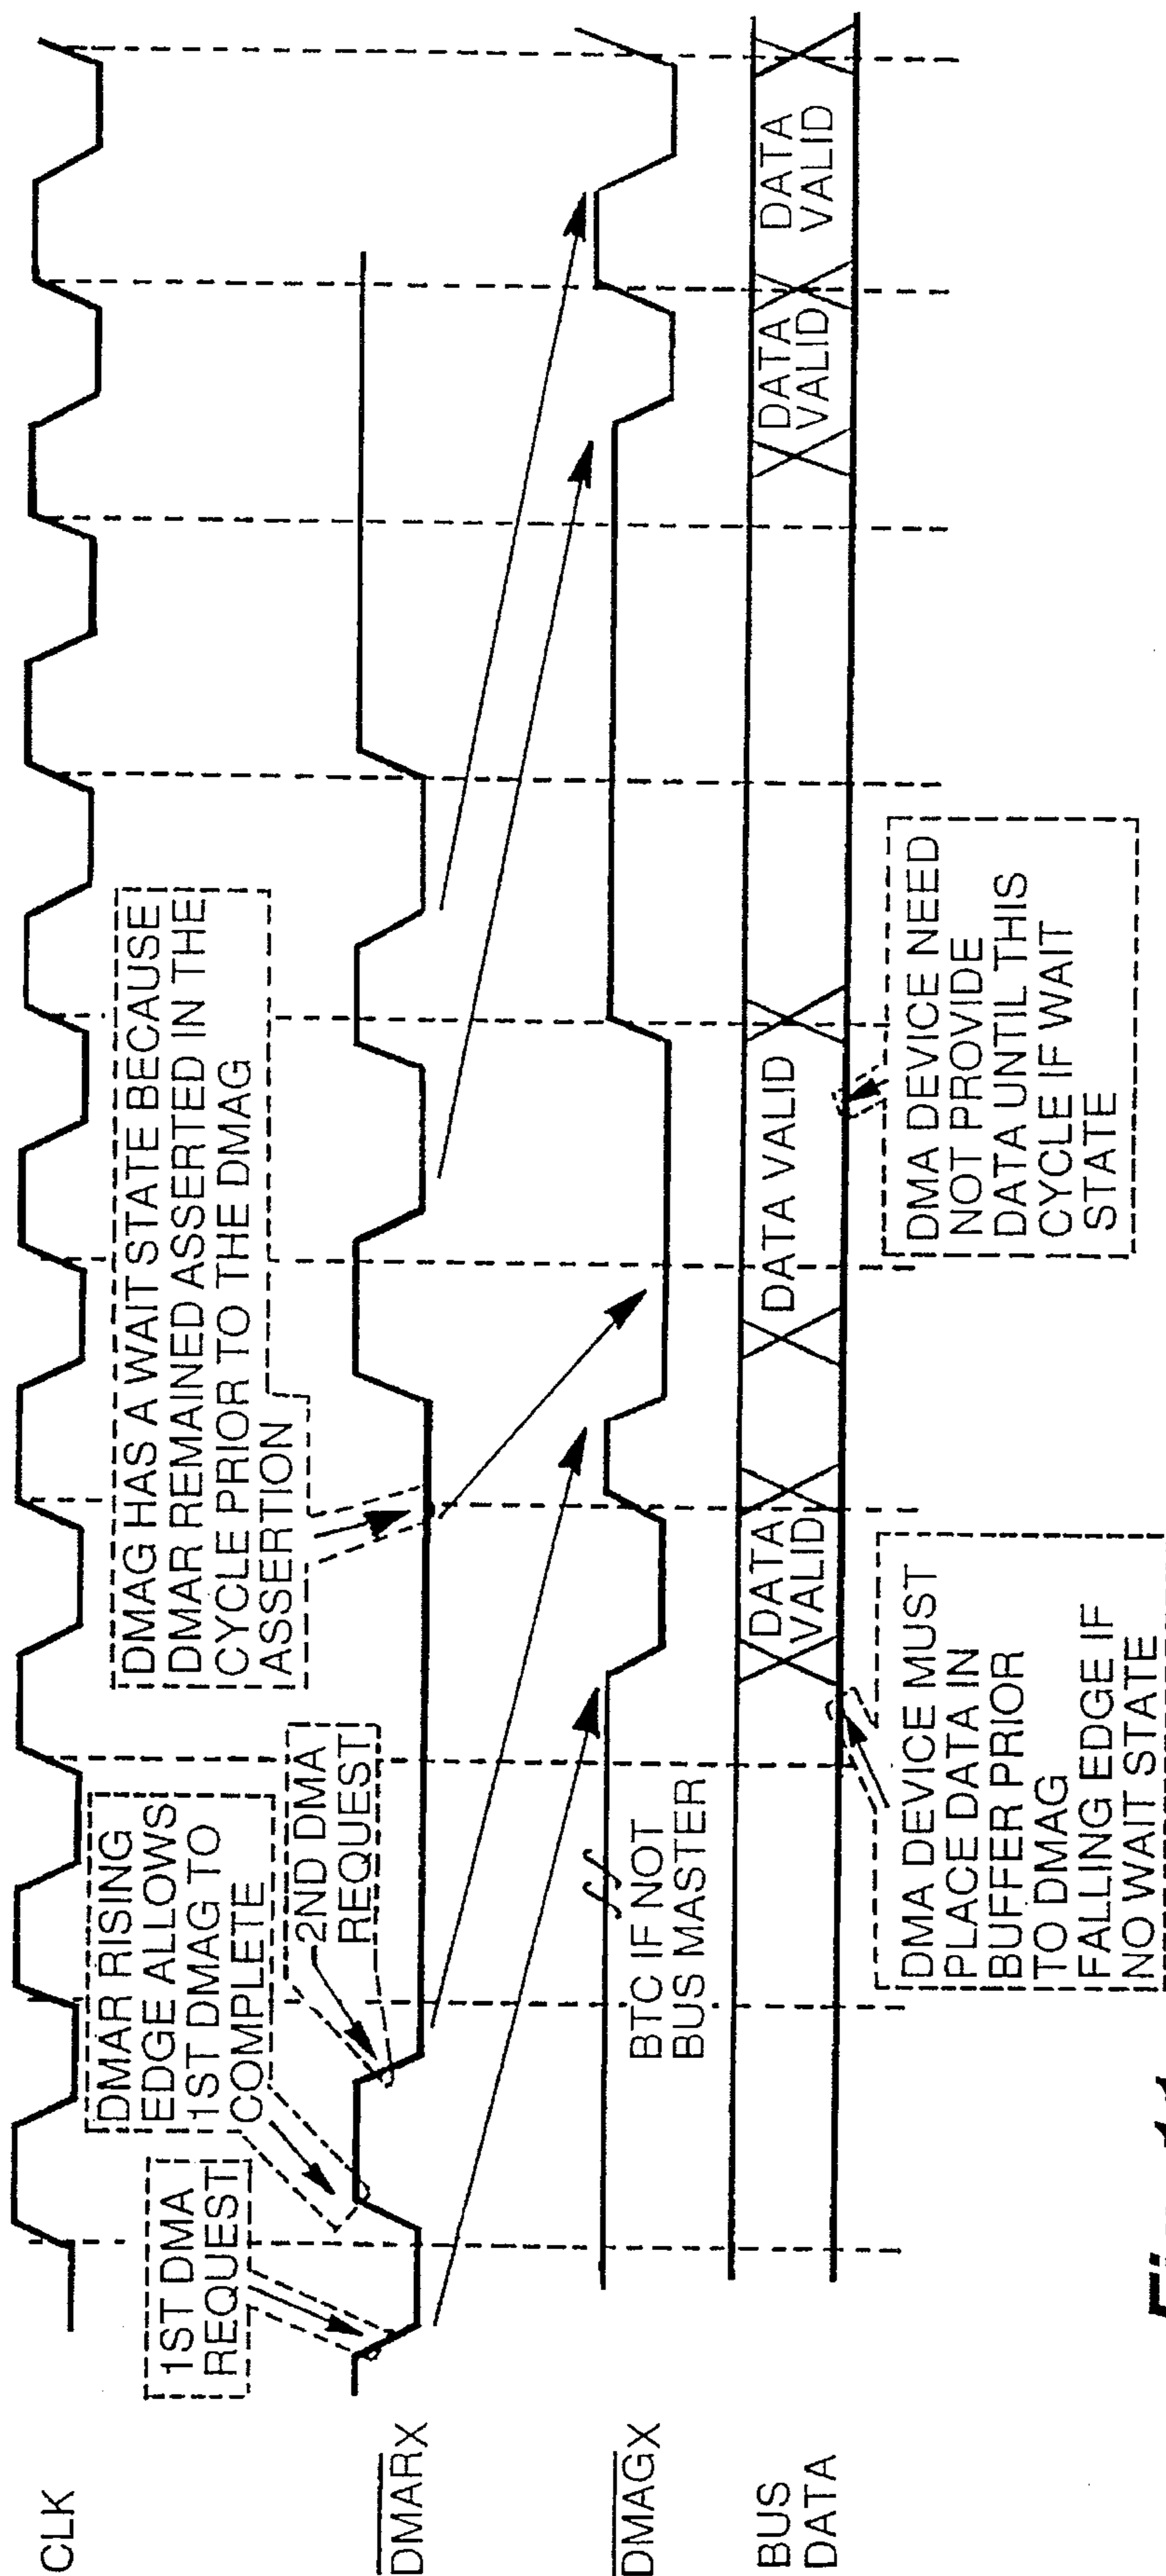 CLK
1ST DMA
REQUEST
DMAR RISING
EDGE ALLOWS
1ST DMAG TO
COMPLETE
2ND DMA
REQUEST
DMAG HAS A WAIT STATE BECAUSE
DMAR REMAINED ASSERTED IN THE
CYCLE PRIOR TO THE DMAG
ASSERTION
DMARX
DMAGX
BTC IF NOT
BUS MASTER
BUS
DATA
DATA
VALID
DATA VALID
DATA
VALID
DATA
VALID
DMA DEVICE MUST
PLACE DATA IN
BUFFER PRIOR
TO DMAG
FALLING EDGE IF
NO WAIT STATE
DMA DEVICE NEED
NOT PROVIDE
DATA UNTIL THIS
CYCLE IF WAIT
STATE